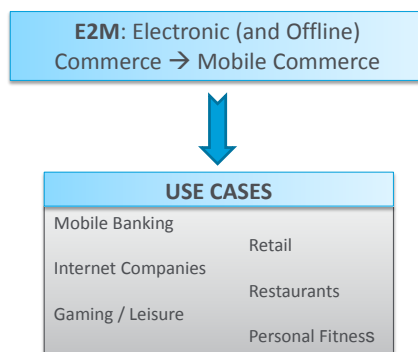 E2M: Electronic (and Offline)
Commerce → Mobile Commerce
USE CASES
Mobile Banking
Retail
Internet Companies
Restaurants
Gaming / Leisure
Personal Fitness